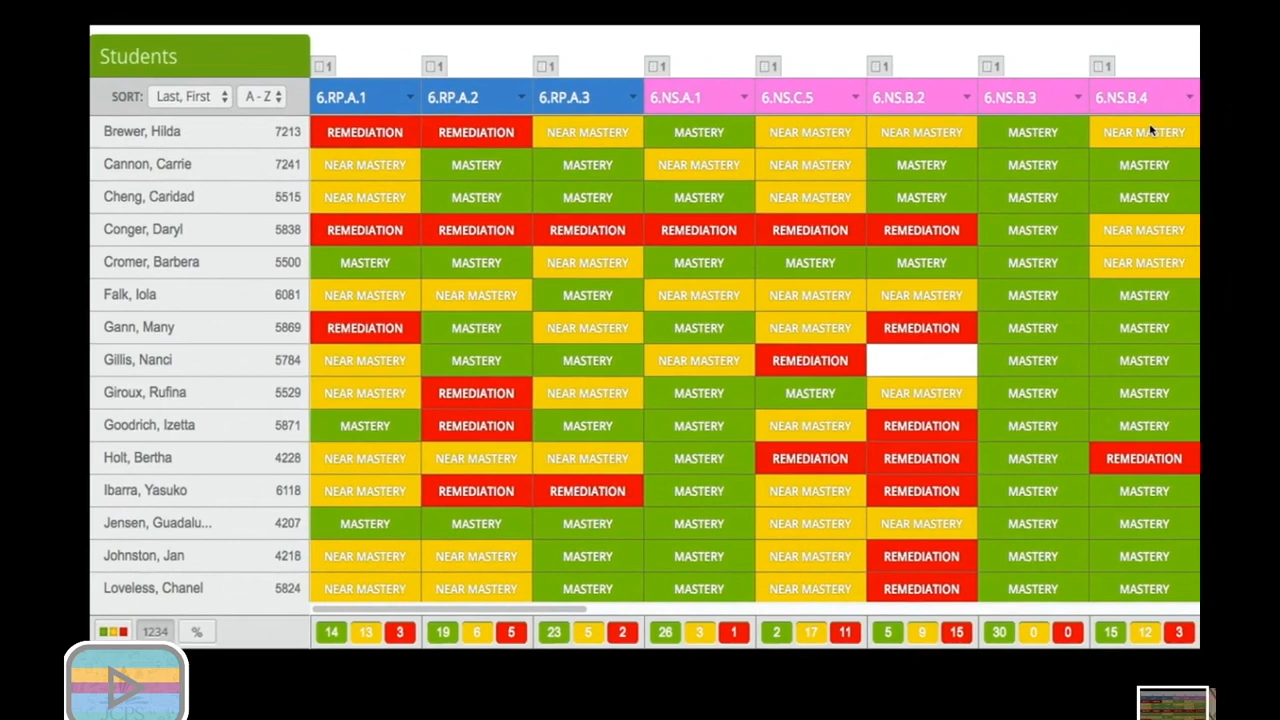 Students
1 1 1 1 1 1 1 1
SORT: Last, First A - Z 6.RP.A.1 6.RP.A.2 6.RP.A.3 6.NS.A.1 6.NS.C.5 6.NS.B.2 6.NS.B.3 6.NS.B.4
Brewer, Hilda 7213 REMEDIATION REMEDIATION NEAR MASTERY MASTERY NEAR MASTERY NEAR MASTERY MASTERY NEAR MASTERY
Cannon, Carrie 7241 NEAR MASTERY MASTERY MASTERY NEAR MASTERY NEAR MASTERY MASTERY MASTERY MASTERY
Cheng, Caridad 5515 NEAR MASTERY MASTERY MASTERY MASTERY NEAR MASTERY MASTERY MASTERY MASTERY
Conger, Daryl 5838 REMEDIATION REMEDIATION REMEDIATION REMEDIATION REMEDIATION REMEDIATION MASTERY NEAR MASTERY
Cromer, Barbera 5500 MASTERY MASTERY NEAR MASTERY MASTERY MASTERY MASTERY MASTERY NEAR MASTERY
Falk, Iola 6081 NEAR MASTERY NEAR MASTERY MASTERY NEAR MASTERY NEAR MASTERY NEAR MASTERY MASTERY MASTERY
Gann, Many 5869 REMEDIATION MASTERY NEAR MASTERY MASTERY NEAR MASTERY REMEDIATION MASTERY MASTERY
Gillis, Nanci 5784 NEAR MASTERY MASTERY MASTERY NEAR MASTERY REMEDIATION MASTERY MASTERY
Giroux, Rufina 5529 NEAR MASTERY REMEDIATION NEAR MASTERY MASTERY MASTERY NEAR MASTERY MASTERY MASTERY
Goodrich, Izetta 5871 MASTERY REMEDIATION MASTERY MASTERY NEAR MASTERY REMEDIATION MASTERY MASTERY
Holt, Bertha 4228 NEAR MASTERY NEAR MASTERY NEAR MASTERY MASTERY REMEDIATION REMEDIATION MASTERY REMEDIATION
Ibarra, Yasuko 6118 NEAR MASTERY REMEDIATION REMEDIATION MASTERY NEAR MASTERY REMEDIATION MASTERY MASTERY
Jensen, Guadalu... 4207 MASTERY MASTERY MASTERY MASTERY NEAR MASTERY NEAR MASTERY MASTERY MASTERY
Johnston, Jan 4218 NEAR MASTERY NEAR MASTERY MASTERY MASTERY NEAR MASTERY REMEDIATION MASTERY MASTERY
Loveless, Chanel 5824 NEAR MASTERY NEAR MASTERY MASTERY MASTERY NEAR MASTERY REMEDIATION MASTERY MASTERY
1234 % 14 13 3 19 6 5 23 5 2 26 3 1 2 17 11 5 9 15 30 0 0 15 12 3
JCPS